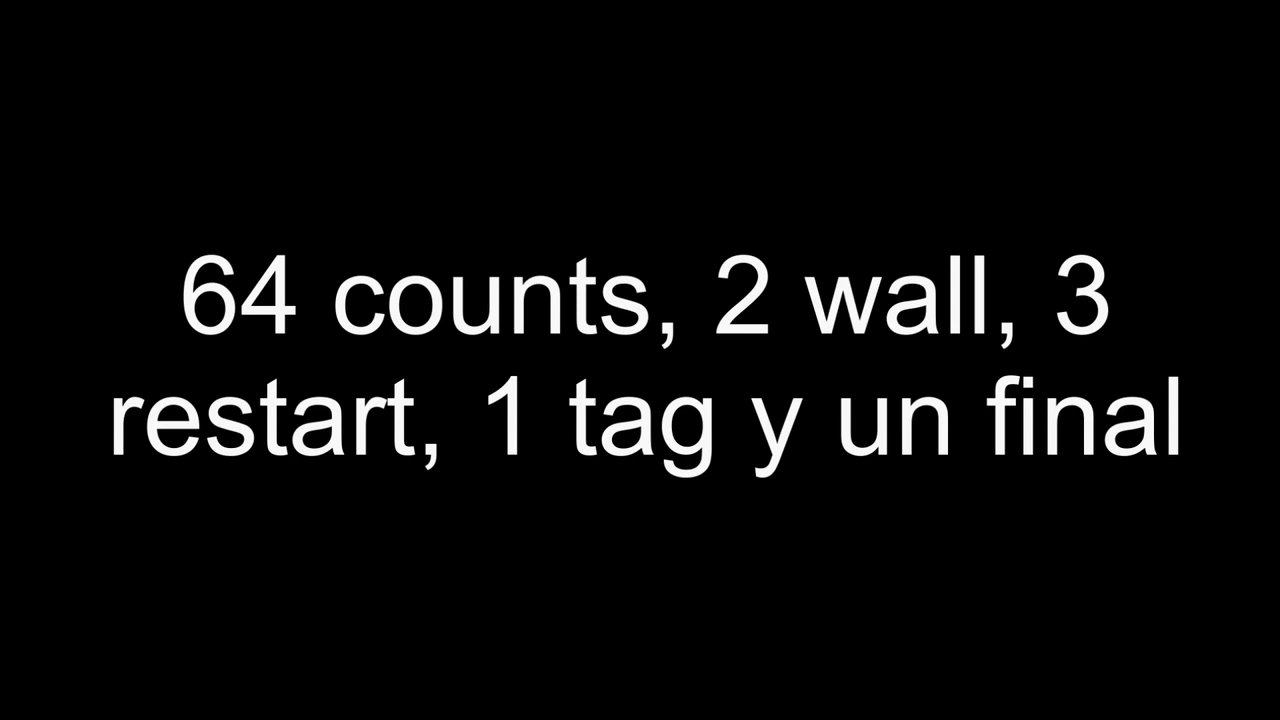 64 counts, 2 wall, 3
restart, 1 tag y un final